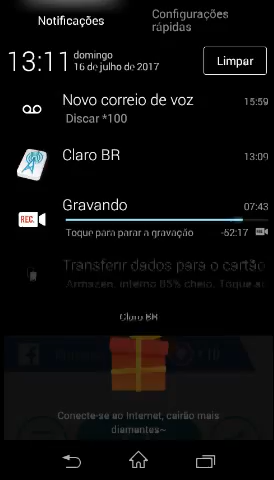 Notificações
Configurações
rápidas
13:11
domingo
16 de julho de 2017
Limpar
Novo correio de voz
15:59
Discar *100
Claro BR
13:09
Gravando
07:43
REC.
Toque para parar a gravação
-52:17
Transferir dados para o cartão
Armazen. interno 85% cheio. Toque
Claro BR
Conecte-se ao Internet, cairão mais
diamantes~